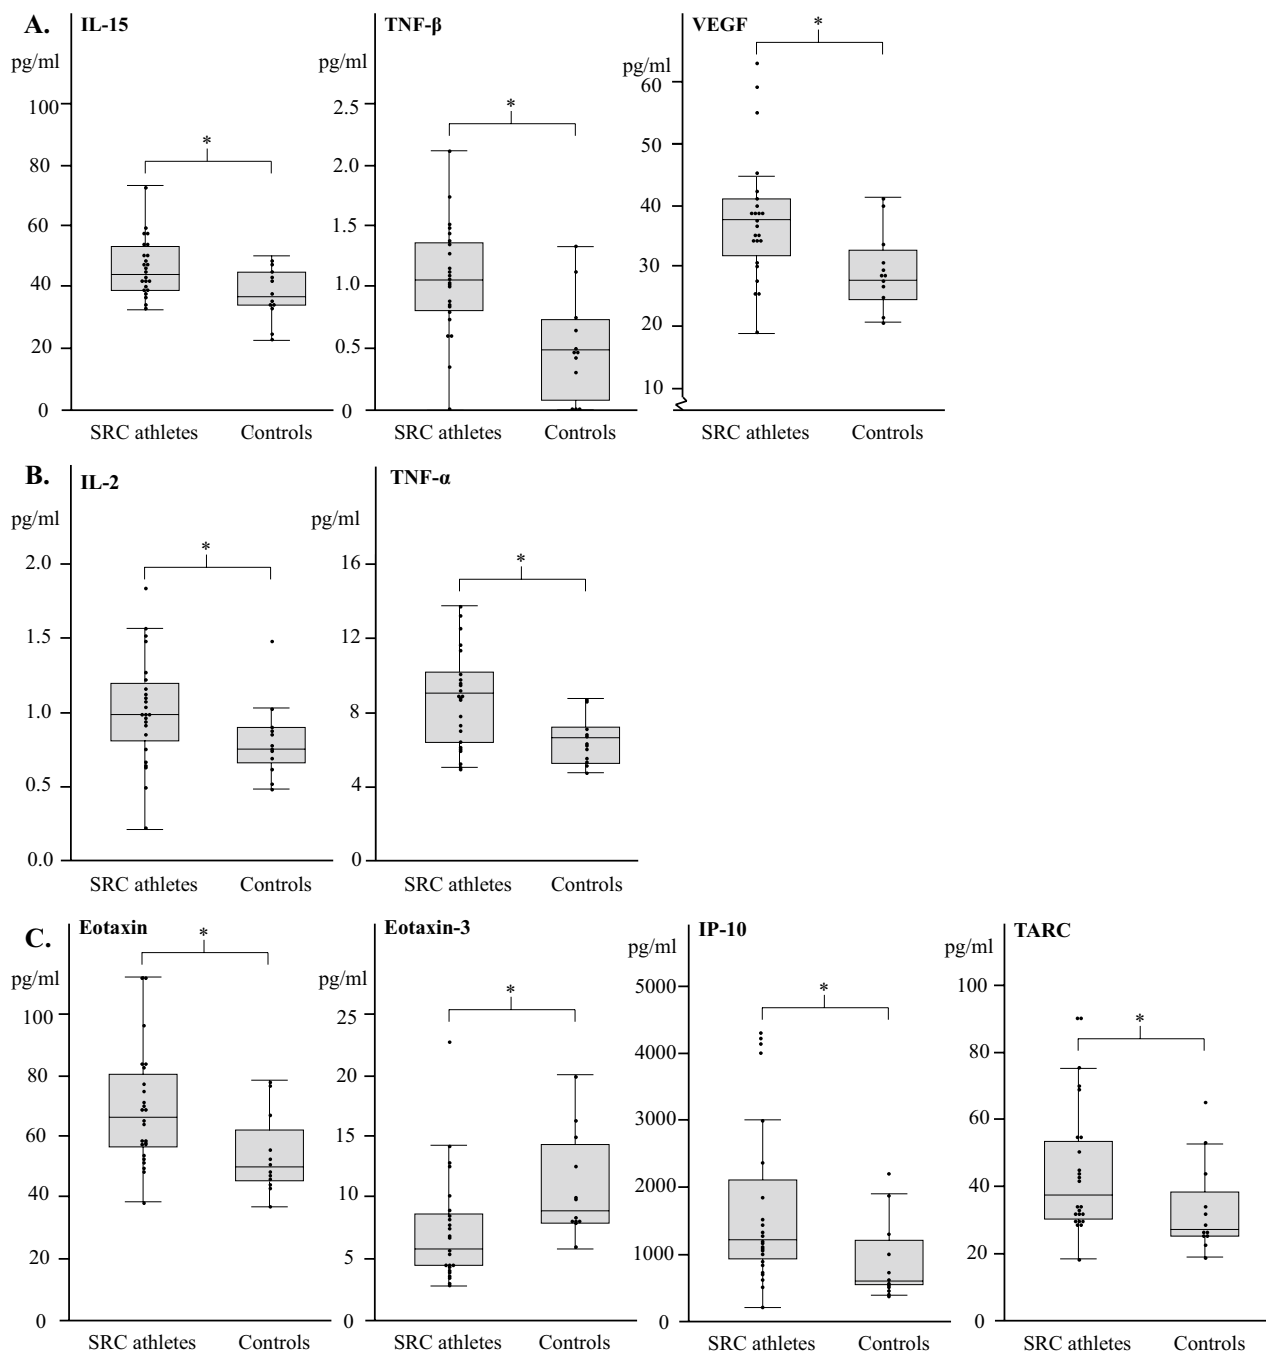 A.
IL-15
TNF-β
VEGF
pg/ml
pg/ml
pg/ml
*
*
*
100
80
60
40
20
0
2.5
2.0
1.5
1.0
0.5
0
60
50
40
30
20
10
SRC athletes
Controls
SRC athletes
Controls
SRC athletes
Controls
B.
IL-2
TNF-α
pg/ml
pg/ml
*
*
2.0
1.5
1.0
0.5
0.0
16
12
8
4
0
SRC athletes
Controls
SRC athletes
Controls
C.
Eotaxin
Eotaxin-3
IP-10
TARC
pg/ml
pg/ml
pg/ml
pg/ml
*
*
*
*
100
80
60
40
20
0
25
20
15
10
5
0
5000
4000
3000
2000
1000
0
100
80
60
40
20
0
SRC athletes
Controls
SRC athletes
Controls
SRC athletes
Controls
SRC athletes
Controls